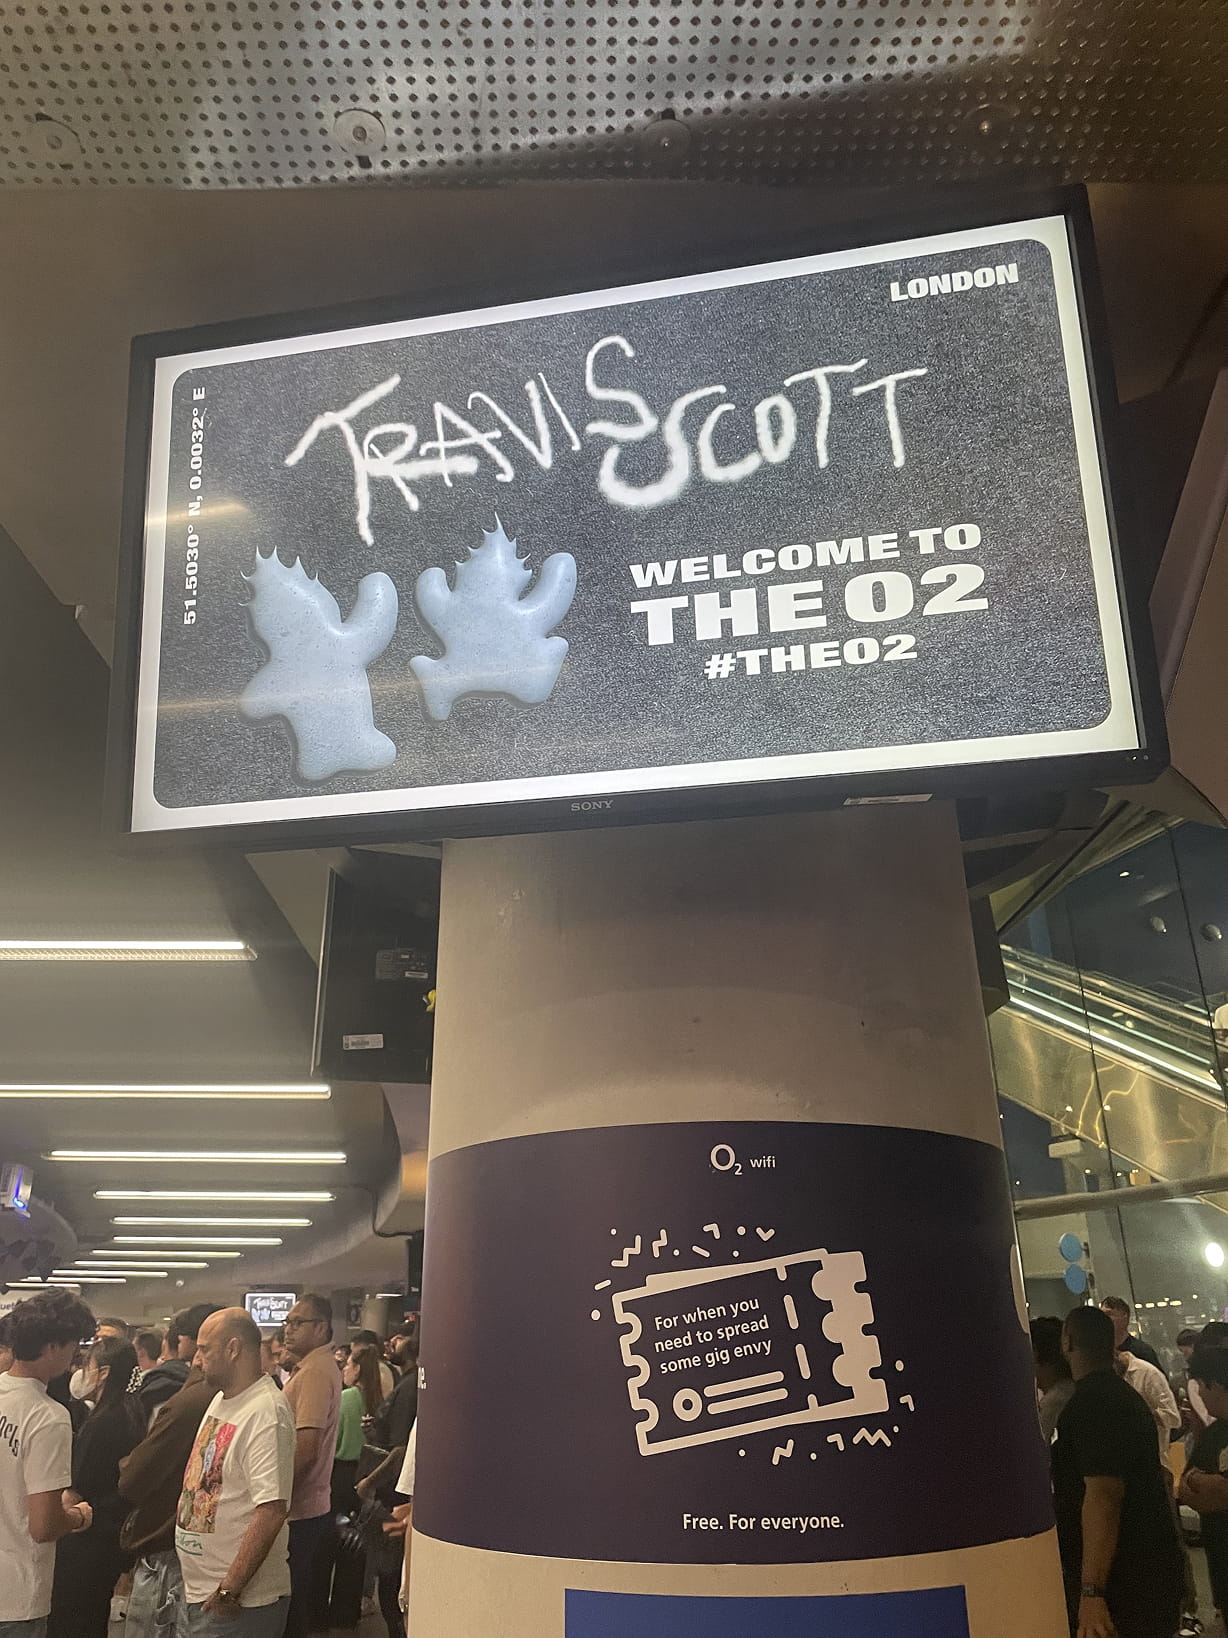 LONDON
51.5030° N, 0.0032° E
TRAVIS SCOTT
WELCOME TO
THE O2
#THEO2
SONY
O2 wifi
For when you
need to spread
some gig envy
Free. For everyone.